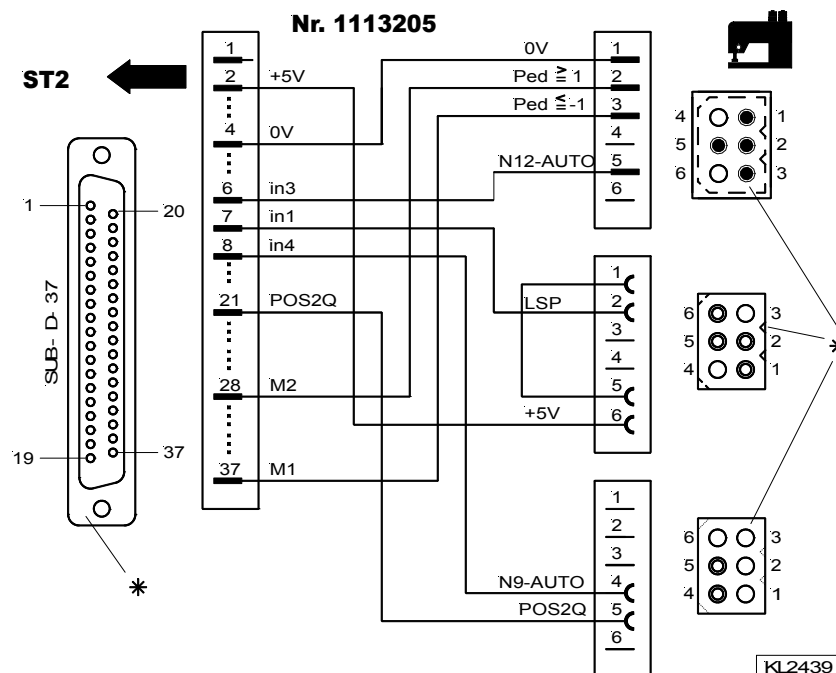 Nr. 1113205
ST2
1
2 +5V
4 0V
6 in3
7 in1
8 in4
21 POS2Q
28 M2
37 M1
1
20
19
37
SUB-D-37
0V 1
Ped ≧ 1 2
Ped ≦ -1 3
4
N12-AUTO 5
6
1
LSP 2
3
4
5
+5V 6
1
2
3
N9-AUTO 4
POS2Q 5
6
4 1
5 2
6 3
6 3
5 2
4 1
6 3
5 2
4 1
*
*
KL2439